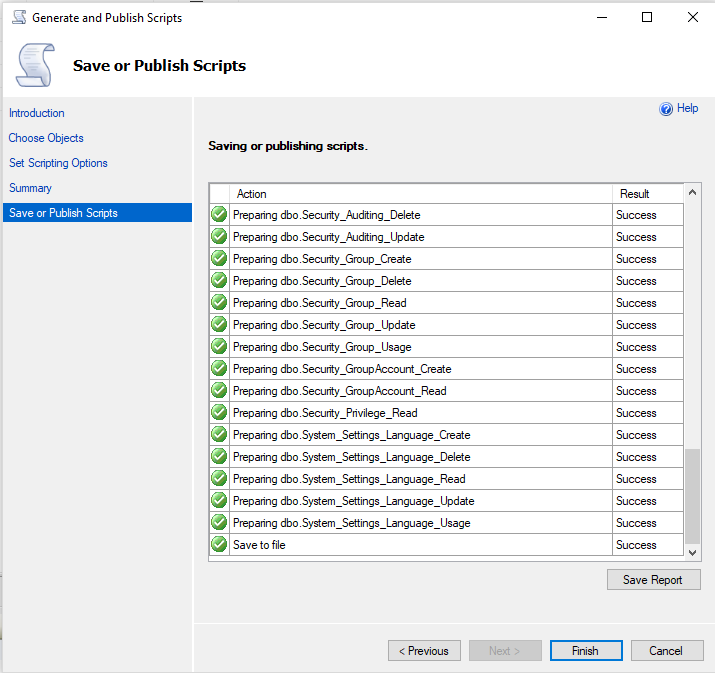 Generate and Publish Scripts
Save or Publish Scripts
Introduction
Choose Objects
Set Scripting Options
Summary
Save or Publish Scripts
Help
Saving or publishing scripts.
Action Result
Preparing dbo.Security_Auditing_Delete Success
Preparing dbo.Security_Auditing_Update Success
Preparing dbo.Security_Group_Create Success
Preparing dbo.Security_Group_Delete Success
Preparing dbo.Security_Group_Read Success
Preparing dbo.Security_Group_Update Success
Preparing dbo.Security_Group_Usage Success
Preparing dbo.Security_GroupAccount_Create Success
Preparing dbo.Security_GroupAccount_Read Success
Preparing dbo.Security_Privilege_Read Success
Preparing dbo.System_Settings_Language_Create Success
Preparing dbo.System_Settings_Language_Delete Success
Preparing dbo.System_Settings_Language_Read Success
Preparing dbo.System_Settings_Language_Update Success
Preparing dbo.System_Settings_Language_Usage Success
Save to file Success
Save Report
< Previous Next > Finish Cancel